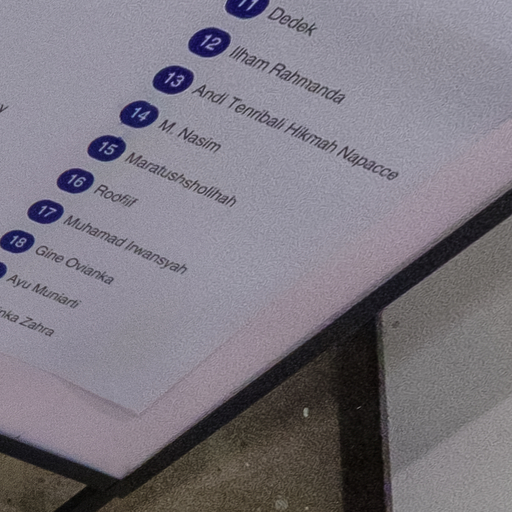 11 Dedek
12 Ilham Rahmanda
13 Andi Tenribali Hikmah Napacce
14 M. Nasim
15 Maratushsholihah
16 Roofiif
17 Muhamad Irwansyah
18 Gine Ovianka
Ayu Muniarti
Zahra